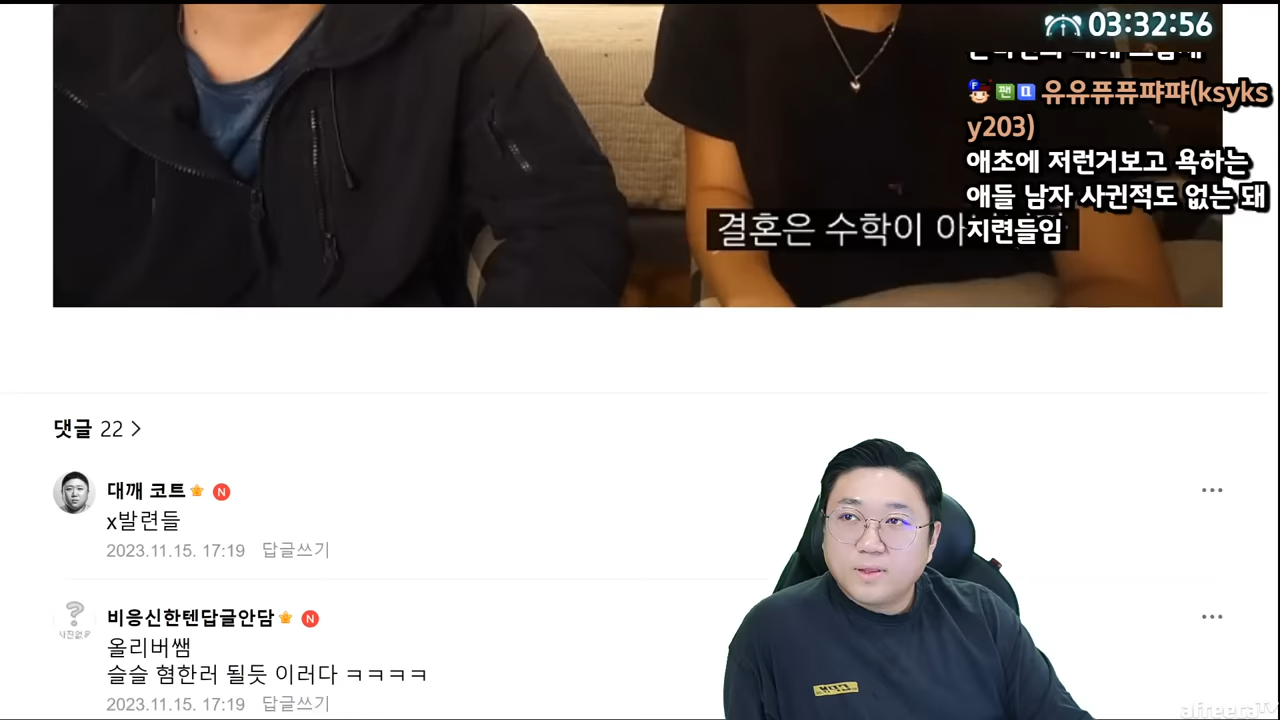 03:32:56
유유퓨퓨퍄퍄(ksyks
y203)
애초에 저런거보고 욕하는
애들 남자 사귄적도 없는 돼
지련들임
결혼은 수학이 아
댓글 22 >
대깨 코트 N
x발련들
2023.11.15. 17:19 답글쓰기
비응신한텐답글안담 N
올리버쌤
슬슬 혐한러 될듯 이러다 ㅋㅋㅋㅋ
2023.11.15. 17:19 답글쓰기
afreecaTV